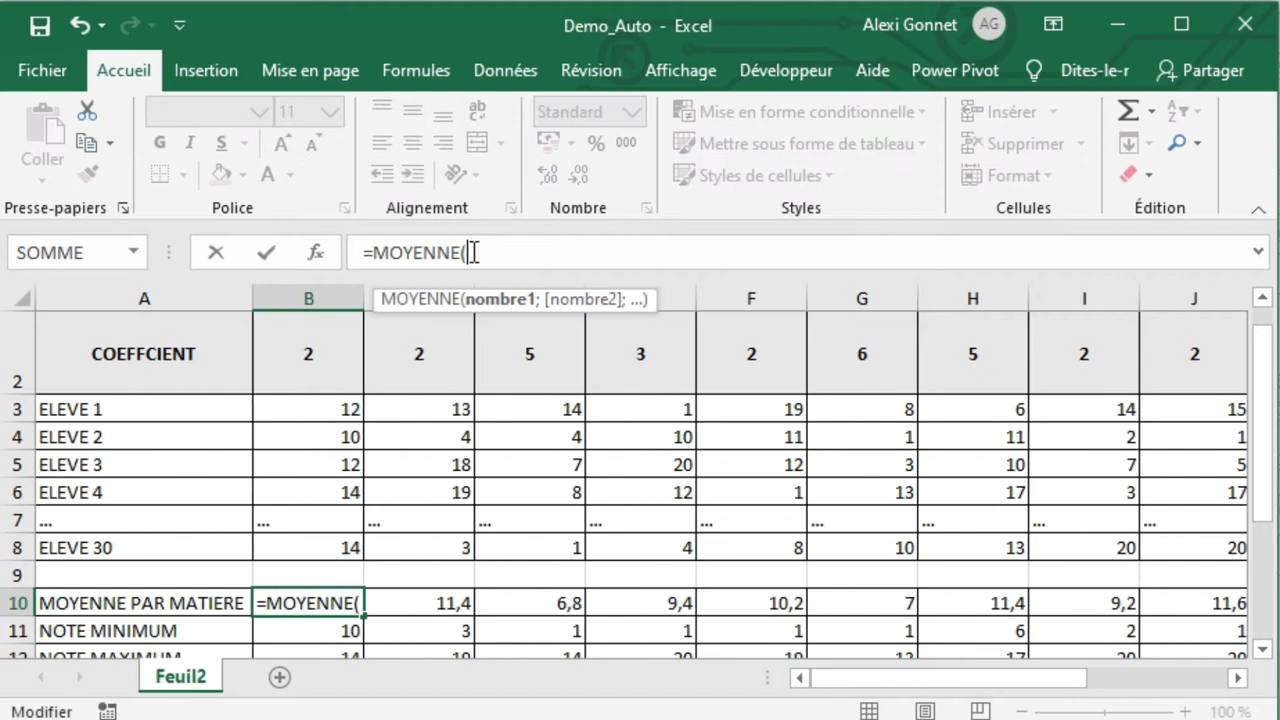 Demo_Auto - Excel
Alexi Gonnet AG
Fichier Accueil Insertion Mise en page Formules Données Révision Affichage Développeur Aide Power Pivot Dites-le-r Partager
Coller
Presse-papiers
11
ab
G I S A A
A
Police
Alignement
Standard
% 000
Nombre
Mise en forme conditionnelle
Mettre sous forme de tableau
Styles de cellules
Styles
Insérer
Supprimer
Format
Cellules
Σ
Édition
SOMME fx =MOYENNE(
MOYENNE(nombre1; [nombre2]; ...)
A B F G H I J
2 COEFFCIENT 2 2 5 3 2 6 5 2 2
3 ELEVE 1 12 13 14 1 19 8 6 14 15
4 ELEVE 2 10 4 4 10 11 1 11 2 1
5 ELEVE 3 12 18 7 20 12 3 10 7 5
6 ELEVE 4 14 19 8 12 1 13 17 3 17
7 ... ... ... ... ... ... ... ... ... ...
8 ELEVE 30 14 3 1 4 8 10 13 20 20
9
10 MOYENNE PAR MATIERE =MOYENNE( 11,4 6,8 9,4 10,2 7 11,4 9,2 11,6
11 NOTE MINIMUM 10 3 1 1 1 1 6 2 1
12 NOTE MAXIMUM 14 19 14 20 19 13 17 20 20
Feuil2
Modifier
100 %